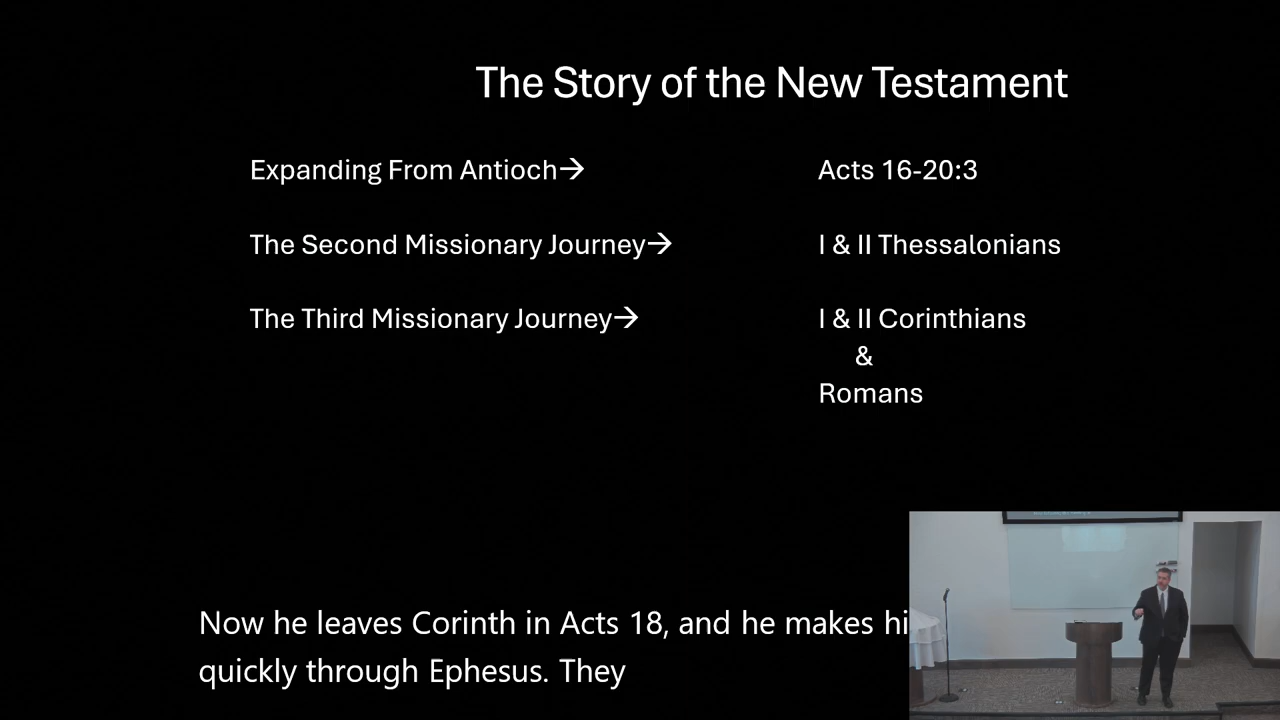 The Story of the New Testament
Expanding From Antioch→ Acts 16-20:3
The Second Missionary Journey→ I & II Thessalonians
The Third Missionary Journey→ I & II Corinthians
&
Romans
Now he leaves Corinth in Acts 18, and he makes hi
quickly through Ephesus. They